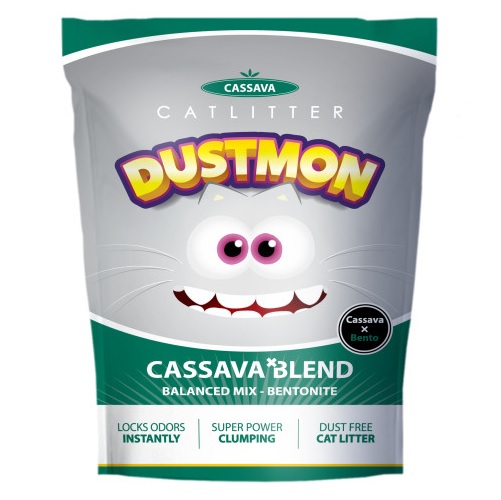 CASSAVA
CATLITTER
DUSTMON
Cassava
×
Bento
CASSAVA×BLEND
BALANCED MIX - BENTONITE
LOCKS ODORS
INSTANTLY
SUPER POWER
CLUMPING
DUST FREE
CAT LITTER